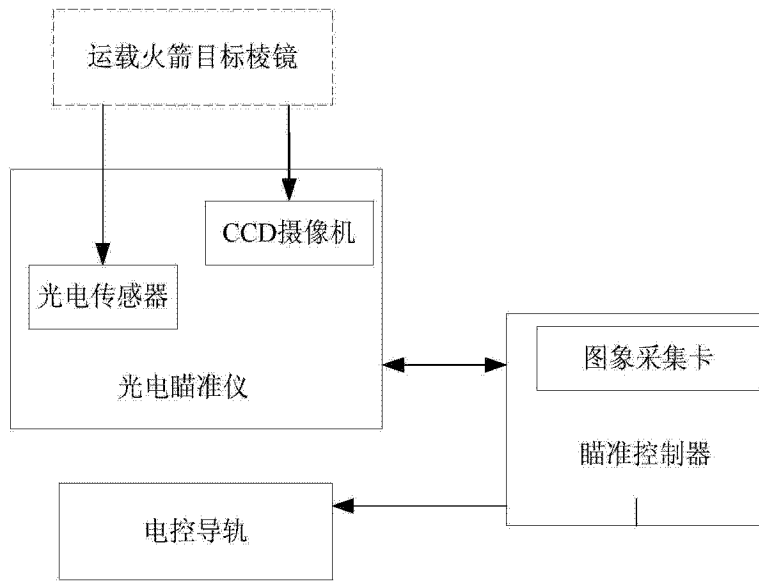 运载火箭目标棱镜
CCD摄像机
光电传感器
图象采集卡
光电瞄准仪
瞄准控制器
电控导轨